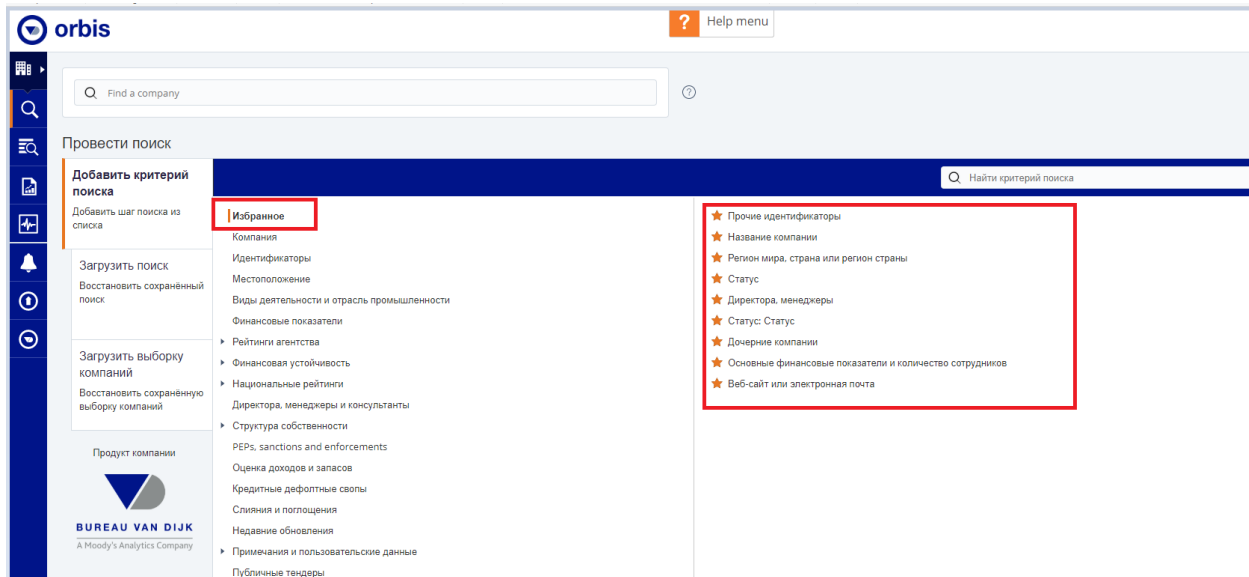 orbis
? Help menu
Find a company
?
Провести поиск
Добавить критерий
поиска
Добавить шаг поиска из
списка
Загрузить поиск
Восстановить сохранённый
поиск
Загрузить выборку
компаний
Восстановить сохранённую
выборку компаний
Продукт компании
BUREAU VAN DIJK
A Moody's Analytics Company
Найти критерий поиска
Избранное
Компания
Идентификаторы
Местоположение
Виды деятельности и отрасль промышленности
Финансовые показатели
Рейтинги агентства
Финансовая устойчивость
Национальные рейтинги
Директора, менеджеры и консультанты
Структура собственности
PEPs, sanctions and enforcements
Оценка доходов и запасов
Кредитные дефолтные свопы
Слияния и поглощения
Недавние обновления
Примечания и пользовательские данные
Публичные тендеры
Прочие идентификаторы
Название компании
Регион мира, страна или регион страны
Статус
Директора, менеджеры
Статус: Статус
Дочерние компании
Основные финансовые показатели и количество сотрудников
Веб-сайт или электронная почта